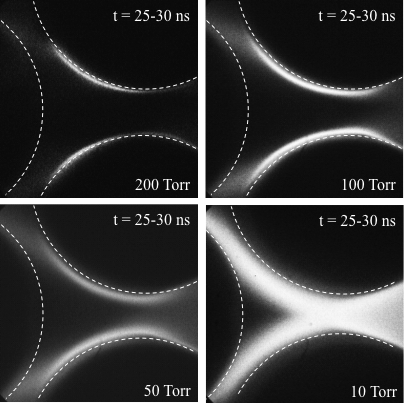 t = 25-30 ns
t = 25-30 ns
200 Torr
100 Torr
t = 25-30 ns
t = 25-30 ns
50 Torr
10 Torr